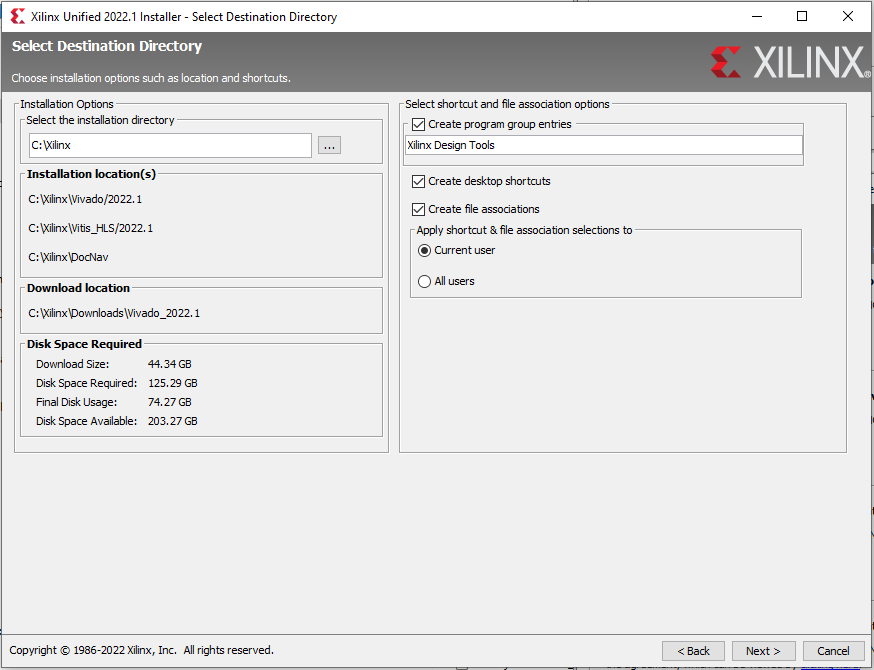 Xilinx Unified 2022.1 Installer - Select Destination Directory
Select Destination Directory
Choose installation options such as location and shortcuts.
XILINX®
Installation Options
Select the installation directory
C:\Xilinx
...
Installation location(s)
C:\Xilinx\Vivado/2022.1
C:\Xilinx\Vitis_HLS/2022.1
C:\Xilinx\DocNav
Download location
C:\Xilinx\Downloads\Vivado_2022.1
Disk Space Required
Download Size: 44.34 GB
Disk Space Required: 125.29 GB
Final Disk Usage: 74.27 GB
Disk Space Available: 203.27 GB
Select shortcut and file association options
Create program group entries
Xilinx Design Tools
Create desktop shortcuts
Create file associations
Apply shortcut & file association selections to
Current user
All users
Copyright © 1986-2022 Xilinx, Inc. All rights reserved.
< Back
Next >
Cancel